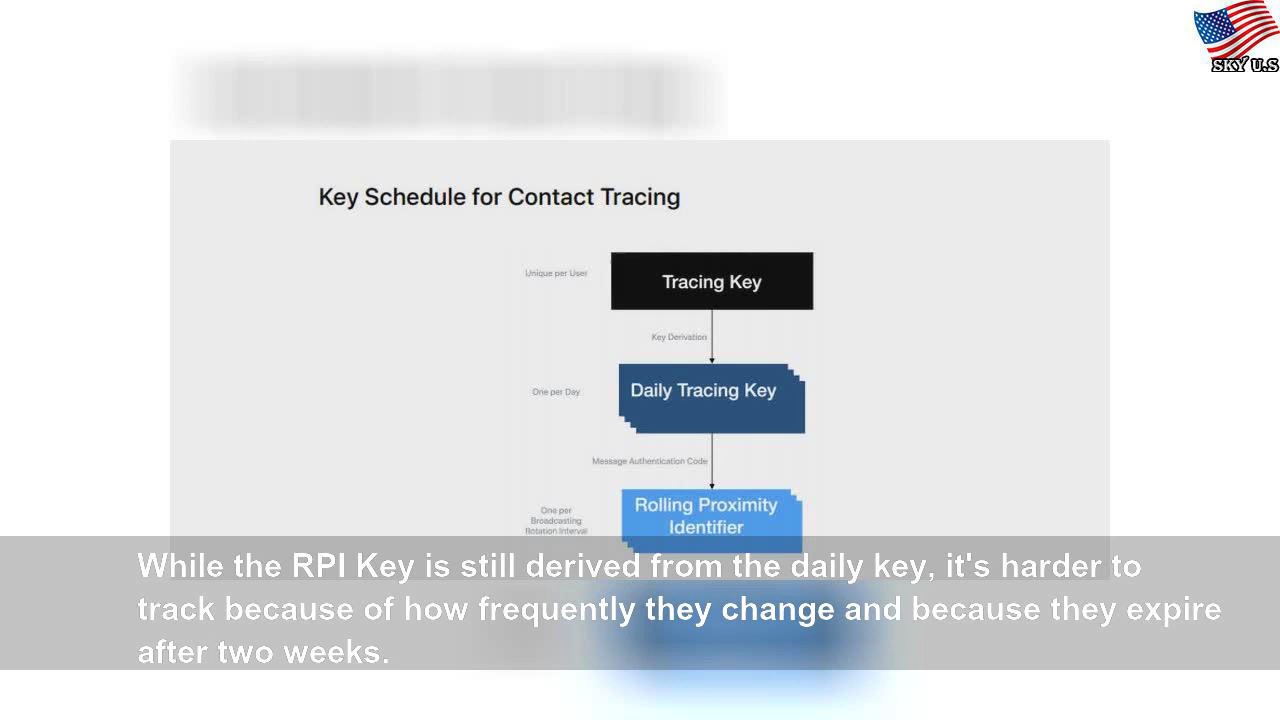 SKY U.S
Key Schedule for Contact Tracing
Unique per User
Tracing Key
Key Derivation
One per Day
Daily Tracing Key
Message Authentication Code
One per
Broadcasting
Rotation Interval
Rolling Proximity
Identifier
While the RPI Key is still derived from the daily key, it's harder to
track because of how frequently they change and because they expire
after two weeks.